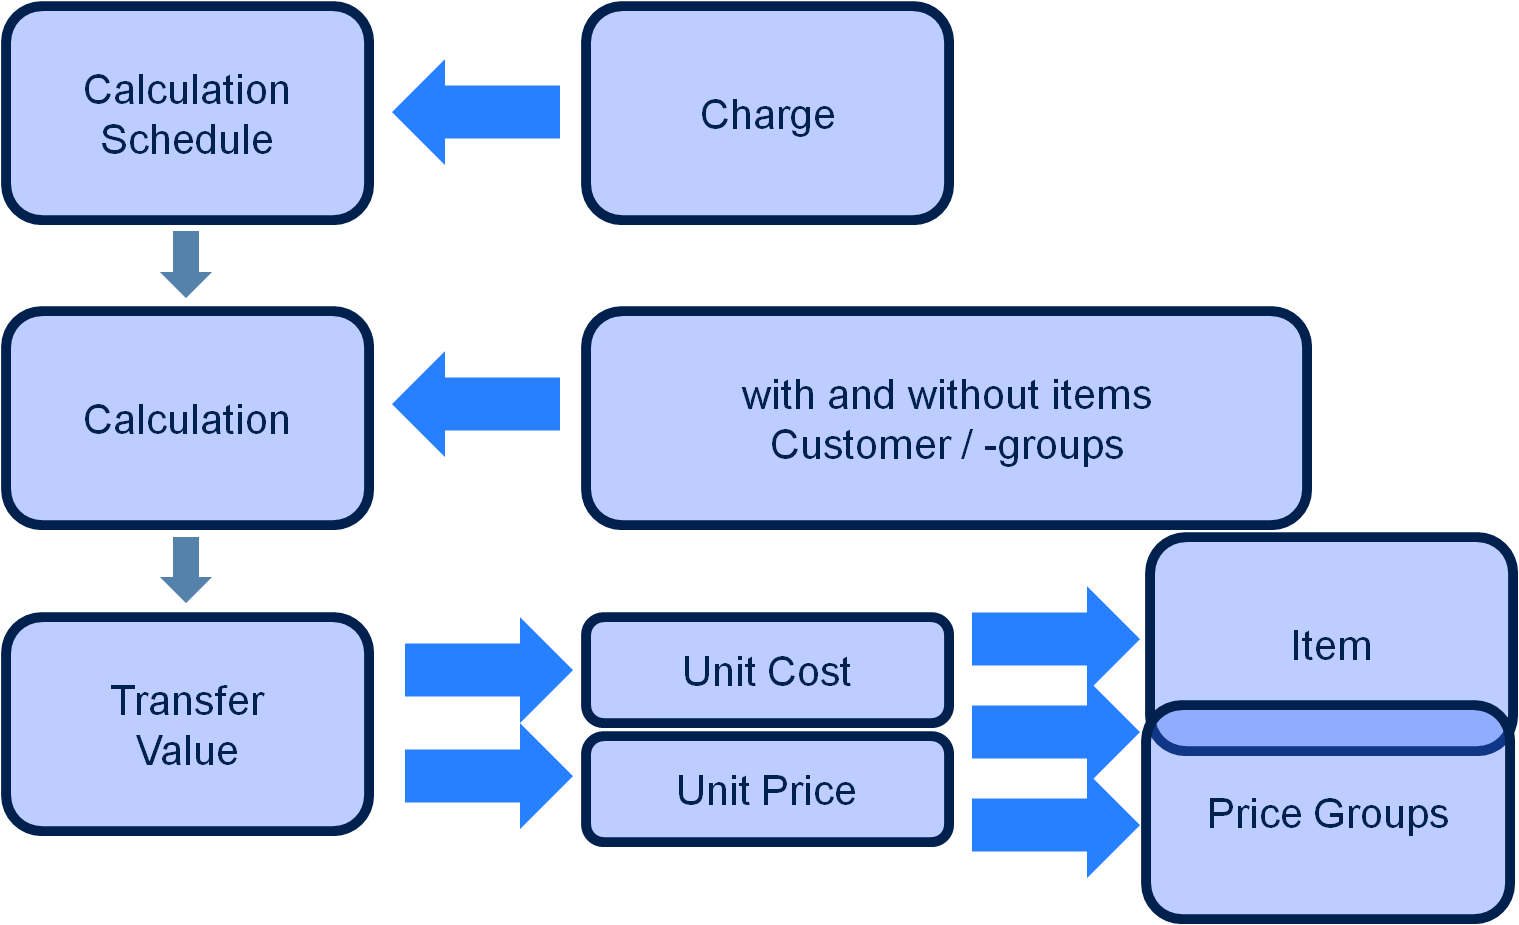 Calculation
Schedule
Charge
Calculation
with and without items
Customer / -groups
Transfer
Value
Unit Cost
Unit Price
Item
Price Groups